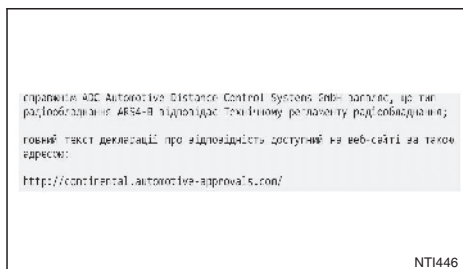 справжнім ADC Automotive Distance Control Systems GmbH заявляє, що тип
радіообладнання ARS4-B відповідає Технічному регламенту радіообладнання;
повний текст декларації про відповідність доступний на веб-сайті за такою
адресою:
http://continental.automotive-approvals.com/
NTI446